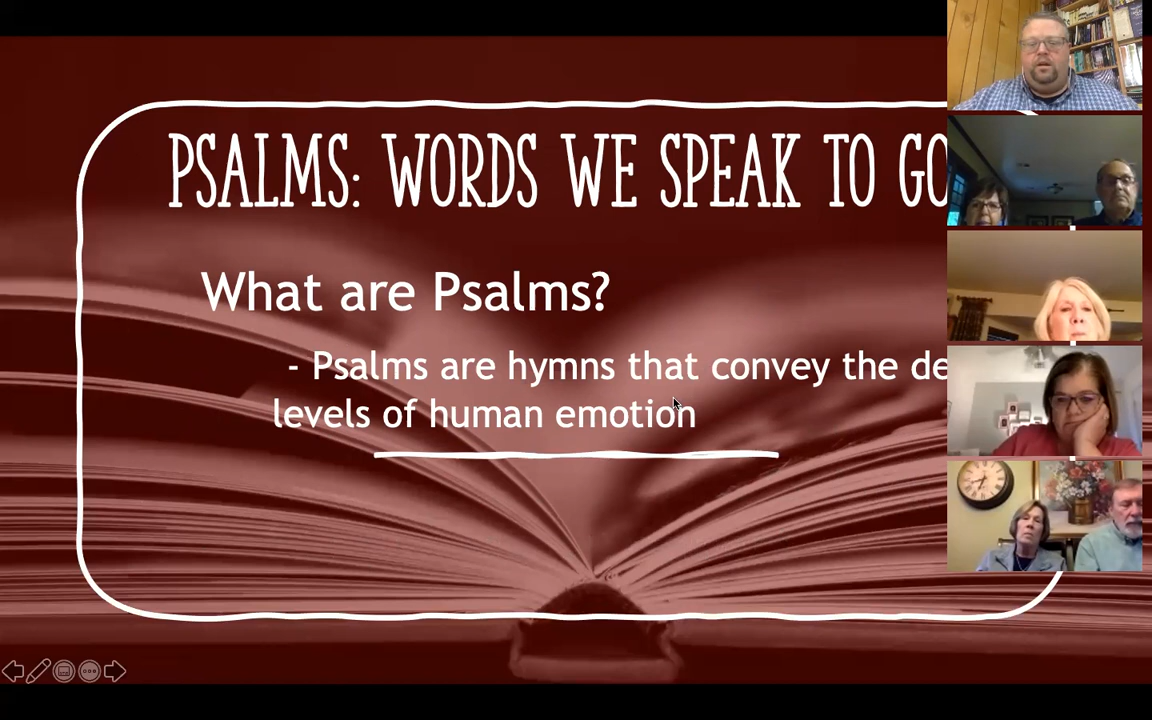 PSALMS: WORDS WE SPEAK TO GO
What are Psalms?
- Psalms are hymns that convey the de
levels of human emotion